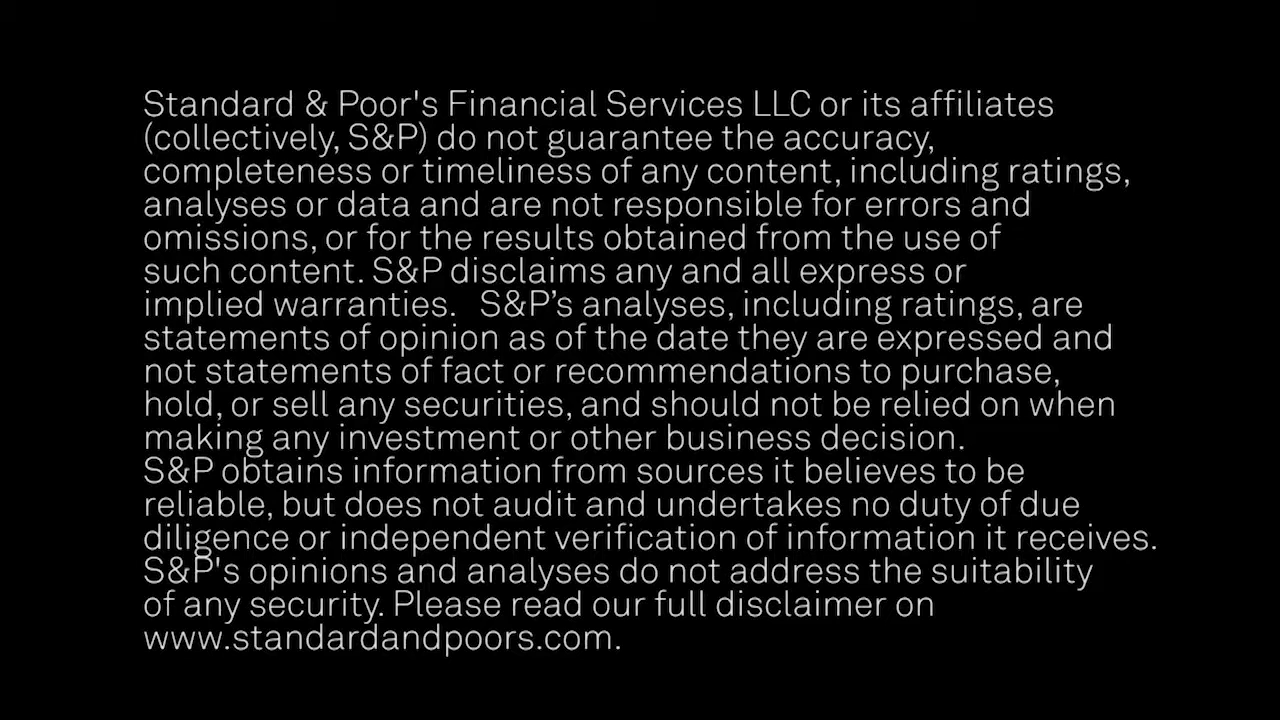 Standard & Poor's Financial Services LLC or its affiliates
(collectively, S&P) do not guarantee the accuracy,
completeness or timeliness of any content, including ratings,
analyses or data and are not responsible for errors and
omissions, or for the results obtained from the use of
such content. S&P disclaims any and all express or
implied warranties.   S&P’s analyses, including ratings, are
statements of opinion as of the date they are expressed and
not statements of fact or recommendations to purchase,
hold, or sell any securities, and should not be relied on when
making any investment or other business decision.
S&P obtains information from sources it believes to be
reliable, but does not audit and undertakes no duty of due
diligence or independent verification of information it receives.
S&P's opinions and analyses do not address the suitability
of any security. Please read our full disclaimer on
www.standardandpoors.com.